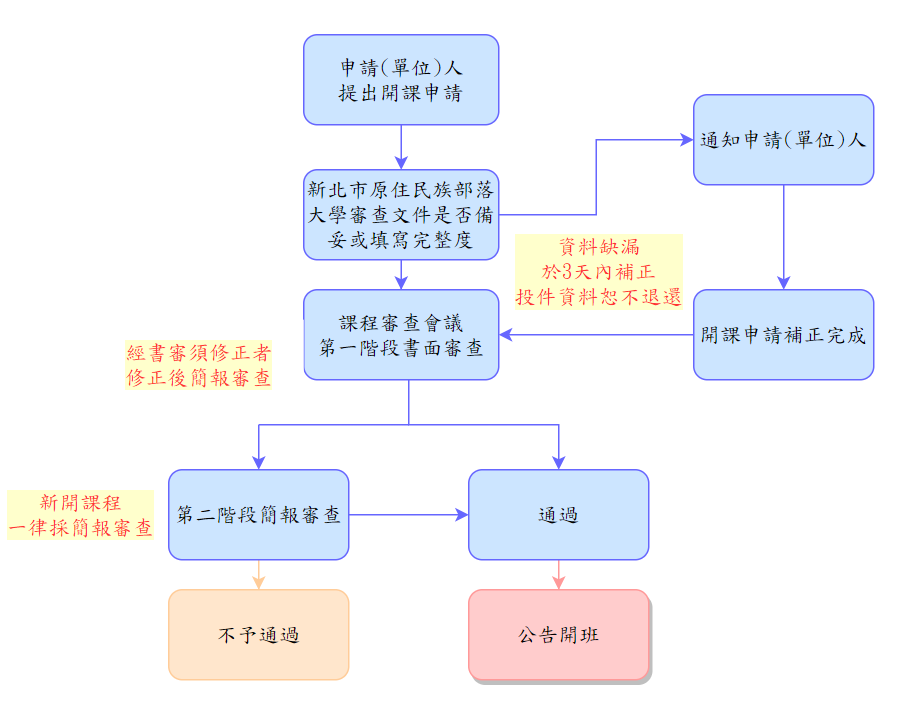 申請(單位)人
提出開課申請
通知申請(單位)人
新北市原住民族部落
大學審查文件是否備
妥或填寫完整度
資料缺漏
於3天內補正
投件資料恕不退還
課程審查會議
第一階段書面審查
開課申請補正完成
經書審須修正者
修正後簡報審查
新開課程
一律採簡報審查
第二階段簡報審查
通過
不予通過
公告開班